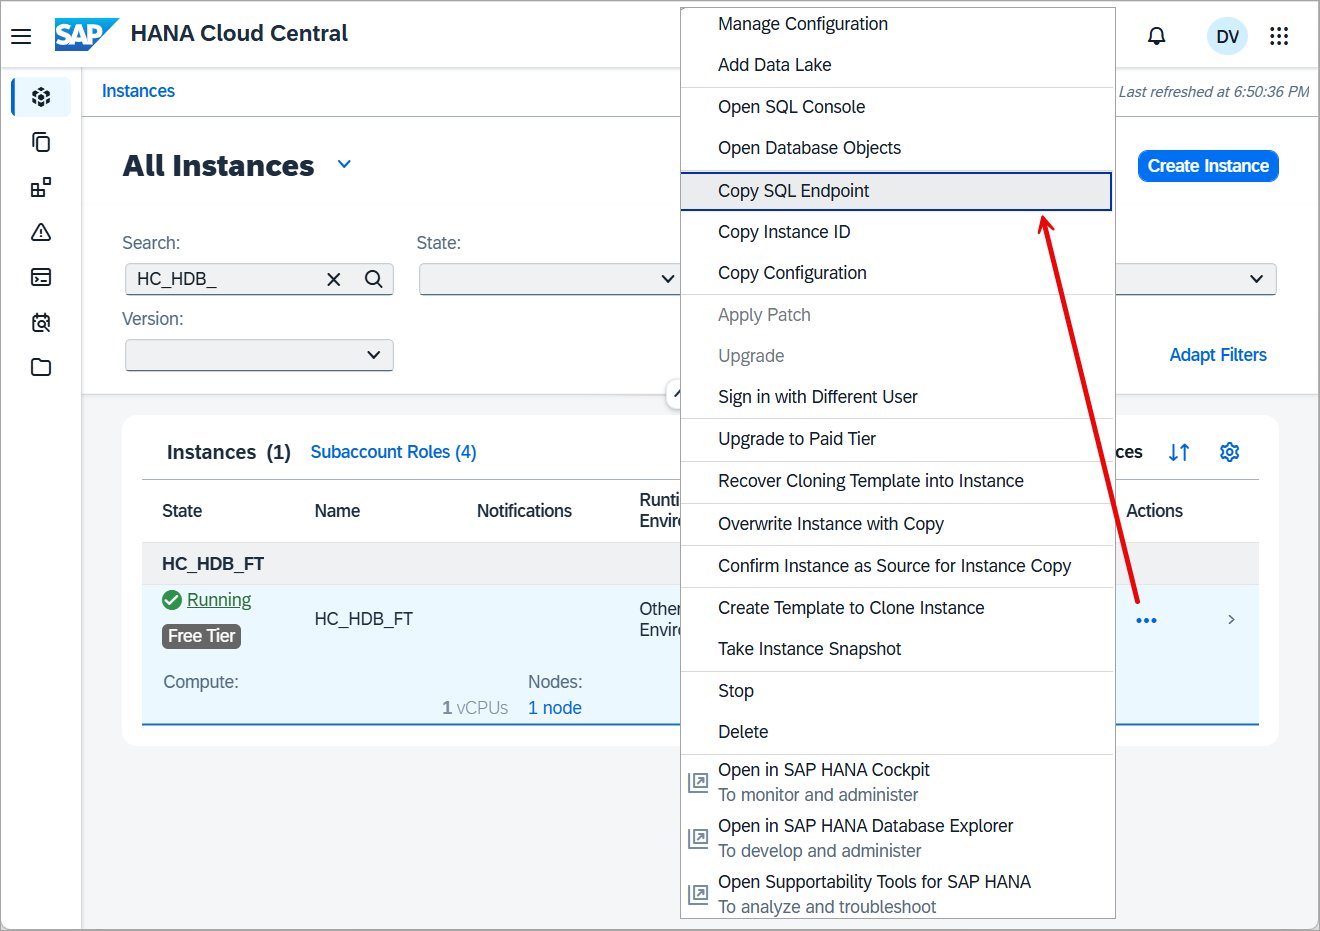 SAP HANA Cloud Central
DV
Instances
Last refreshed at 6:50:36 PM
All Instances
Create Instance
Search:
State:
HC_HDB_
Version:
Adapt Filters
Instances (1)
Subaccount Roles (4)
State
Name
Notifications
Actions
HC_HDB_FT
Running
Free Tier
HC_HDB_FT
Other
Compute:
1 vCPUs
Nodes:
1 node
Manage Configuration
Add Data Lake
Open SQL Console
Open Database Objects
Copy SQL Endpoint
Copy Instance ID
Copy Configuration
Apply Patch
Upgrade
Sign in with Different User
Upgrade to Paid Tier
Recover Cloning Template into Instance
Overwrite Instance with Copy
Confirm Instance as Source for Instance Copy
Create Template to Clone Instance
Take Instance Snapshot
Stop
Delete
Open in SAP HANA Cockpit
To monitor and administer
Open in SAP HANA Database Explorer
To develop and administer
Open Supportability Tools for SAP HANA
To analyze and troubleshoot